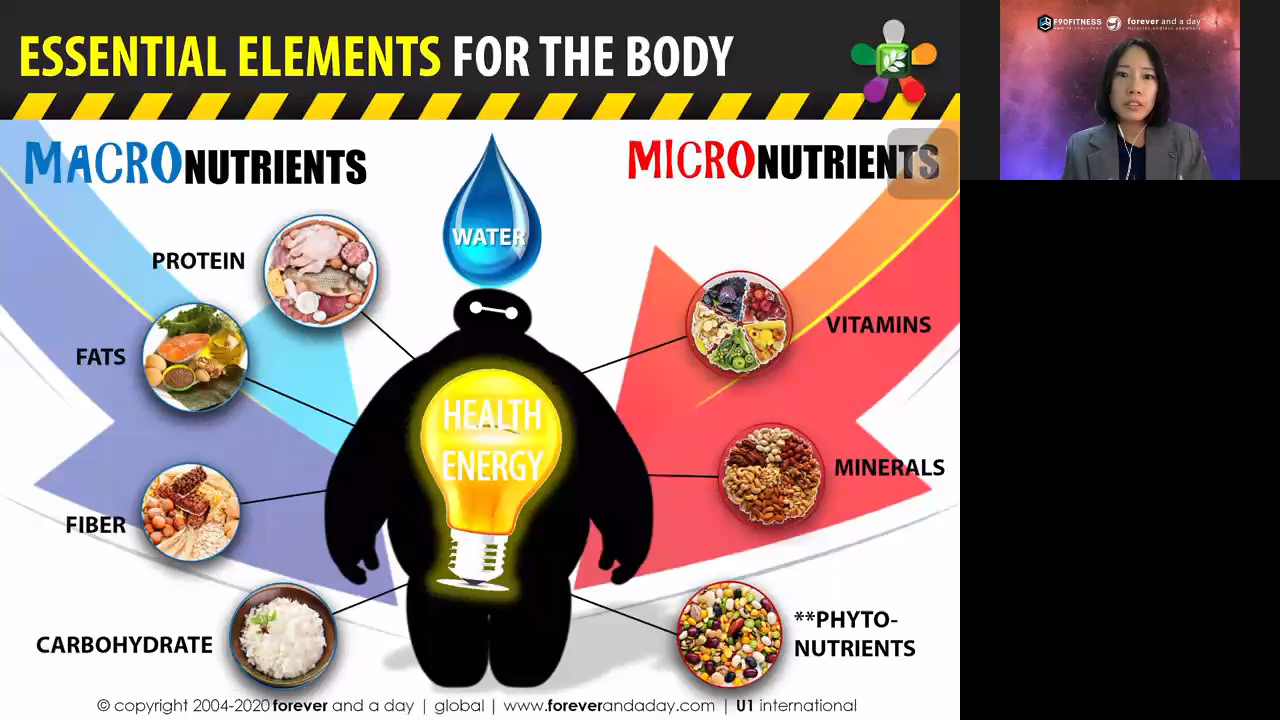 ESSENTIAL ELEMENTS FOR THE BODY
MACRONUTRIENTS
MICRONUTRIENTS
WATER
PROTEIN
FATS
FIBER
CARBOHYDRATE
HEALTH
ENERGY
VITAMINS
MINERALS
**PHYTO-
NUTRIENTS
© copyright 2004-2020 forever and a day | global | www.foreverandaday.com | U1 international
F90FITNESS forever and a day